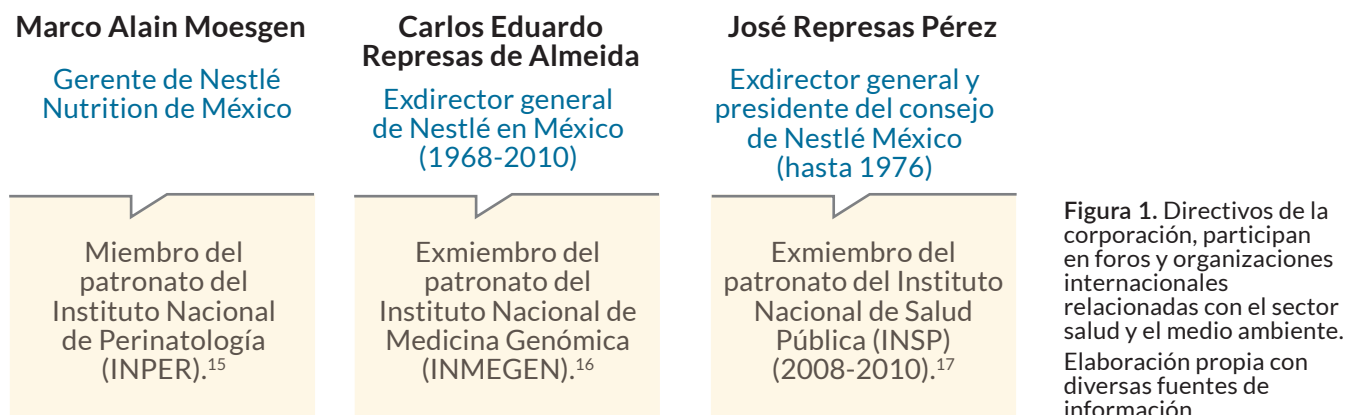 Marco Alain Moesgen
Gerente de Nestlé
Nutrition de México
Miembro del
patronato del
Instituto Nacional
de Perinatología
(INPER).15
Carlos Eduardo
Represas de Almeida
Exdirector general
de Nestlé en México
(1968-2010)
Exmiembro del
patronato del
Instituto Nacional de
Medicina Genómica
(INMEGEN).16
José Represas Pérez
Exdirector general y
presidente del consejo
de Nestlé México
(hasta 1976)
Exmiembro del
patronato del Instituto
Nacional de Salud
Pública (INSP)
(2008-2010).17
Figura 1. Directivos de la
corporación, participan
en foros y organizaciones
internacionales
relacionadas con el sector
salud y el medio ambiente.
Elaboración propia con
diversas fuentes de
información